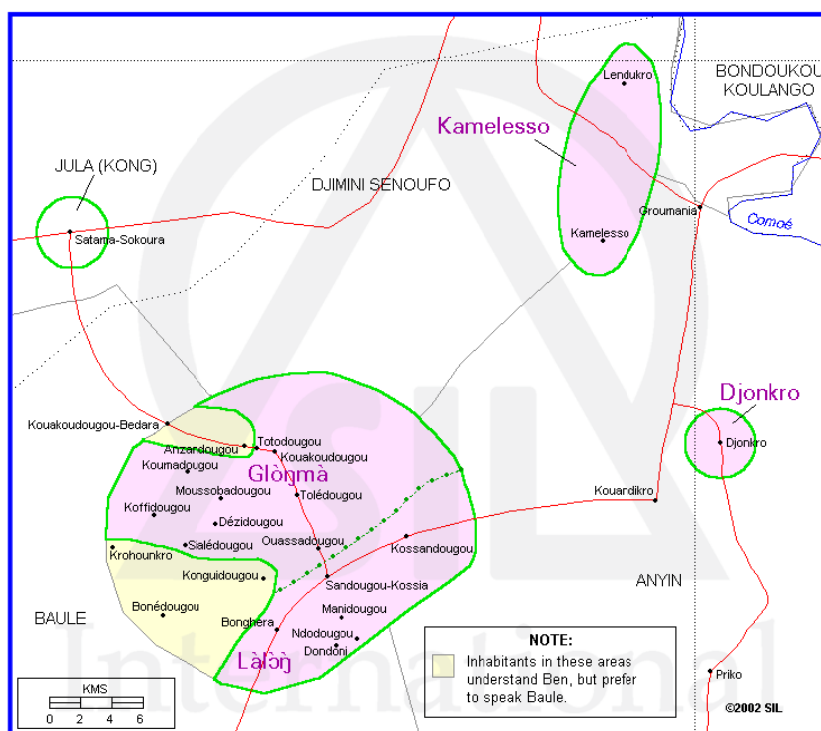 Lendukro
BONDOUKOU
KOULANGO
Kamelesso
JULA (KONG)
DJIMINI SENOUFO
Groumania
Comoé
Satama-Sokoura
Kamelesso
Djonkro
Kouakoudougou-Bedara
Anzardougou
Totodougou
Kouakoudougou
Djonkro
Koumadougou
Glòŋmà
Moussobadougou
Tolédougou
Koffidougou
Dézidougou
Kouardikro
Salédougou
Ouassadougou
Kossandougou
Krohounkro
Konguidougou
Sandougou-Kossia
ANYIN
Bonédougou
BAULE
Manidougou
Bonghera
Ndodougou
Dondoni
Làlɔ̀ŋ̀
NOTE:
Inhabitants in these areas
understand Ben, but prefer
to speak Baule.
Priko
KMS
0 2 4 6
©2002 SIL
SIL
International